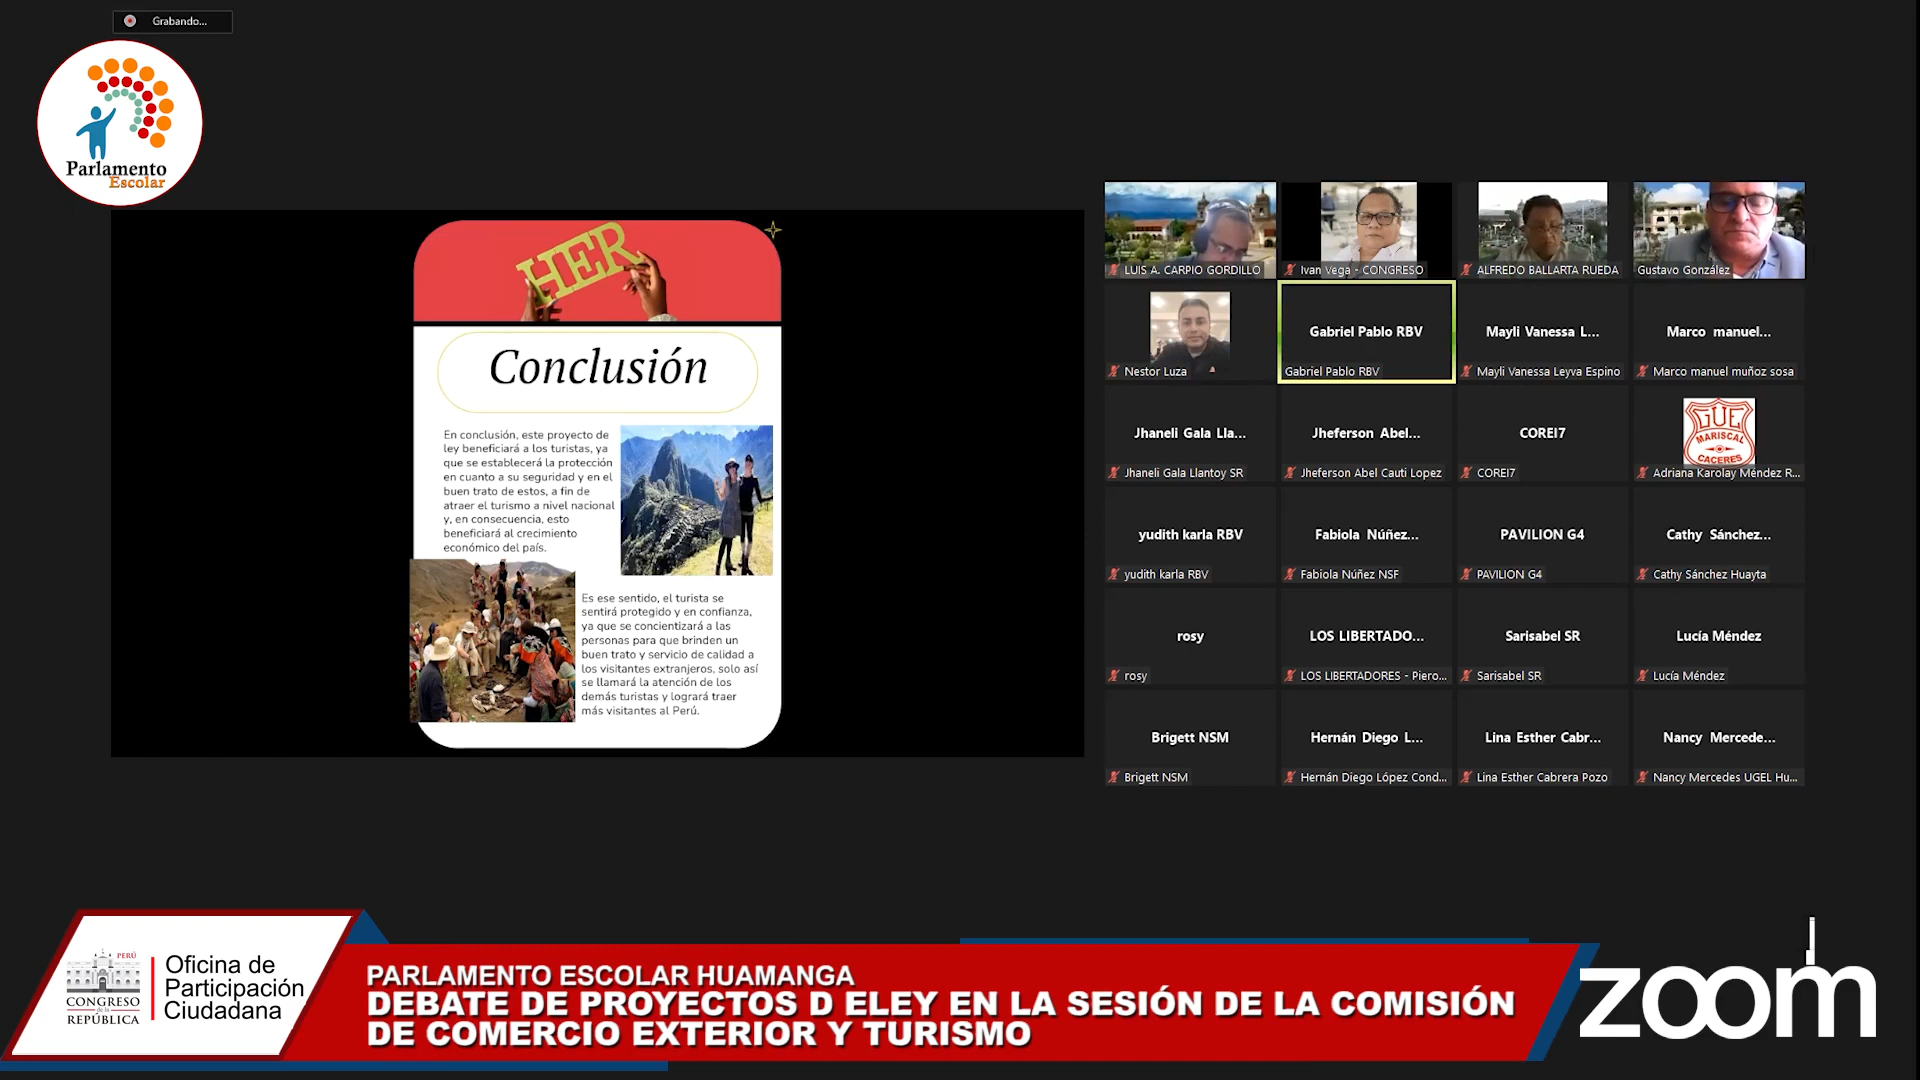 Grabando...
Parlamento
Escolar
HER
Conclusión
En conclusión, este proyecto de
ley beneficiará a los turistas, ya
que se establecerá la protección
en cuanto a su seguridad y en el
buen trato de estos, a fin de
atraer el turismo a nivel nacional
y, en consecuencia, esto
beneficiará al crecimiento
económico del país.
Es ese sentido, el turista se
sentirá protegido y en confianza,
ya que se concientizará a las
personas para que brinden un
buen trato y servicio de calidad a
los visitantes extranjeros, solo así
se llamará la atención de los
demás turistas y logrará traer
más visitantes al Perú.
LUIS A. CARPIO GORDILLO
Ivan Vega - CONGRESO
ALFREDO BALLARTA RUEDA
Gustavo González
Nestor Luza
Gabriel Pablo RBV
Gabriel Pablo RBV
Mayli Vanessa L...
Mayli Vanessa Leyva Espino
Marco manuel...
Marco manuel muñoz sosa
Jhaneli Gala Lla...
Jhaneli Gala Llantoy SR
Jheferson Abel...
Jheferson Abel Cauti Lopez
COREI7
COREI7
GUE
MARISCAL
CACERES
Adriana Karolay Méndez R...
yudith karla RBV
yudith karla RBV
Fabiola Núñez...
Fabiola Núñez NSF
PAVILION G4
PAVILION G4
Cathy Sánchez...
Cathy Sánchez Huayta
rosy
rosy
LOS LIBERTADO...
LOS LIBERTADORES - Piero...
Sarisabel SR
Sarisabel SR
Lucía Méndez
Lucía Méndez
Brigett NSM
Brigett NSM
Hernán Diego L...
Hernán Diego López Cond...
Lina Esther Cabr...
Lina Esther Cabrera Pozo
Nancy Mercede...
Nancy Mercedes UGEL Hu...
PERÚ
CONGRESO
de la
REPÚBLICA
Oficina de
Participación
Ciudadana
PARLAMENTO ESCOLAR HUAMANGA
DEBATE DE PROYECTOS D ELEY EN LA SESIÓN DE LA COMISIÓN
DE COMERCIO EXTERIOR Y TURISMO
zoom